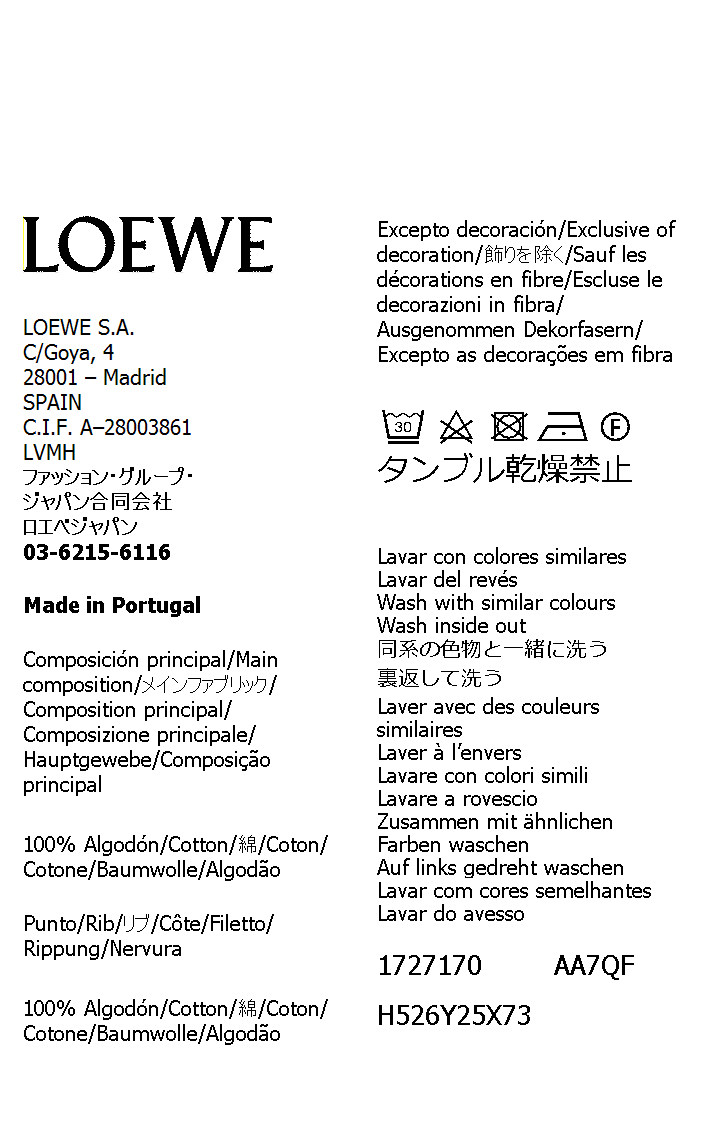 LOEWE
LOEWE S.A.
C/Goya, 4
28001 – Madrid
SPAIN
C.I.F. A–28003861
LVMH
ファッション・グループ・
ジャパン合同会社
ロエベジャパン
03-6215-6116
Made in Portugal
Composición principal/Main
composition/メインファブリック/
Composition principal/
Composizione principale/
Hauptgewebe/Composição
principal
100% Algodón/Cotton/綿/Coton/
Cotone/Baumwolle/Algodão
Punto/Rib/リブ/Côte/Filetto/
Rippung/Nervura
100% Algodón/Cotton/綿/Coton/
Cotone/Baumwolle/Algodão
Excepto decoración/Exclusive of
decoration/飾りを除く/Sauf les
décorations en fibre/Escluse le
decorazioni in fibra/
Ausgenommen Dekorfasern/
Excepto as decorações em fibra
30 F
タンブル乾燥禁止
Lavar con colores similares
Lavar del revés
Wash with similar colours
Wash inside out
同系の色物と一緒に洗う
裏返して洗う
Laver avec des couleurs
similaires
Laver à l’envers
Lavare con colori simili
Lavare a rovescio
Zusammen mit ähnlichen
Farben waschen
Auf links gedreht waschen
Lavar com cores semelhantes
Lavar do avesso
1727170 AA7QF
H526Y25X73